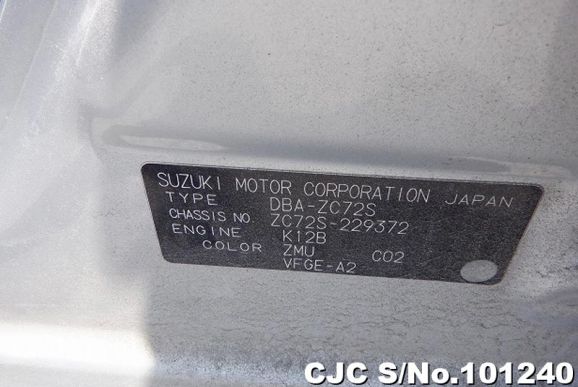 SUZUKI MOTOR CORPORATION JAPAN
TYPE DBA-ZC72S
CHASSIS NO. ZC72S-229372
ENGINE K12B
COLOR ZMU C02
VFGE-A2
CJC S/No.101240